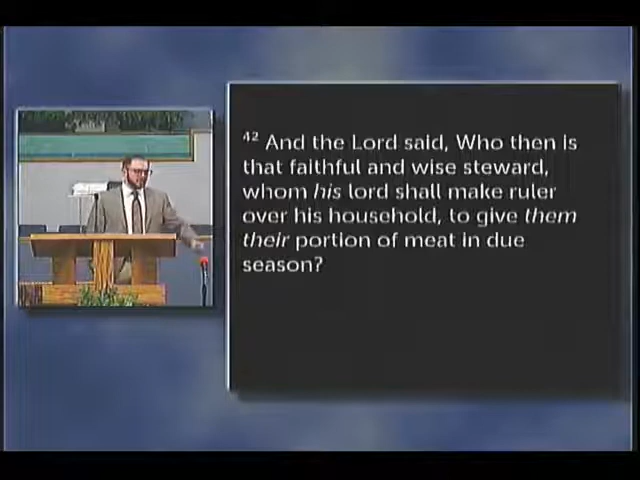 42 And the Lord said, Who then is
that faithful and wise steward,
whom his lord shall make ruler
over his household, to give them
their portion of meat in due
season?